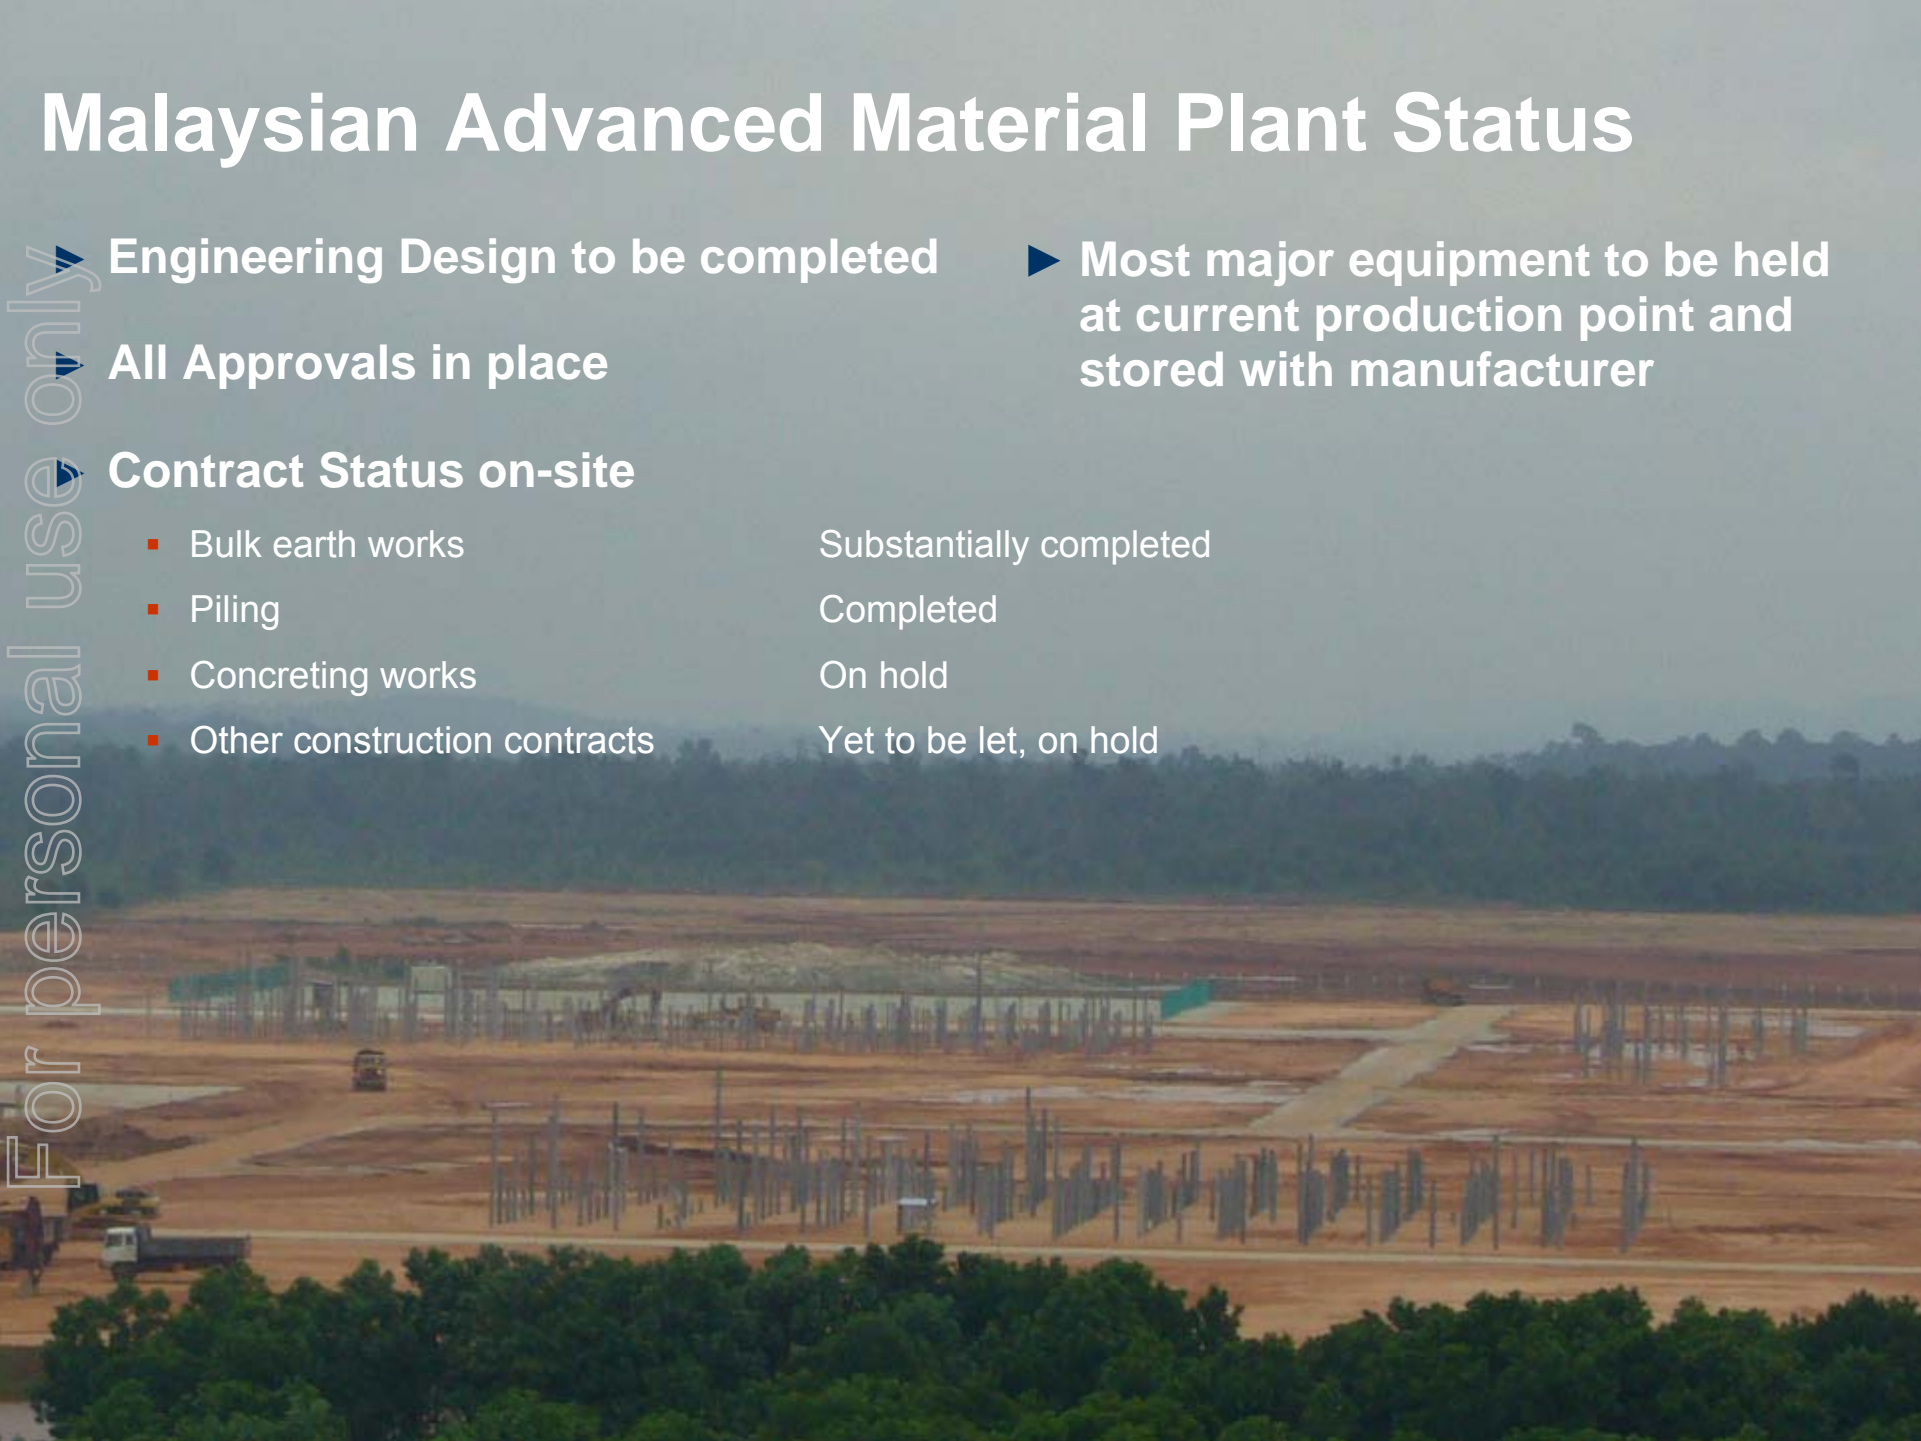 Malaysian Advanced Material Plant Status
► Engineering Design to be completed
► All Approvals in place
► Contract Status on-site
▪ Bulk earth works Substantially completed
▪ Piling Completed
▪ Concreting works On hold
▪ Other construction contracts Yet to be let, on hold
► Most major equipment to be held
at current production point and
stored with manufacturer
For personal use only